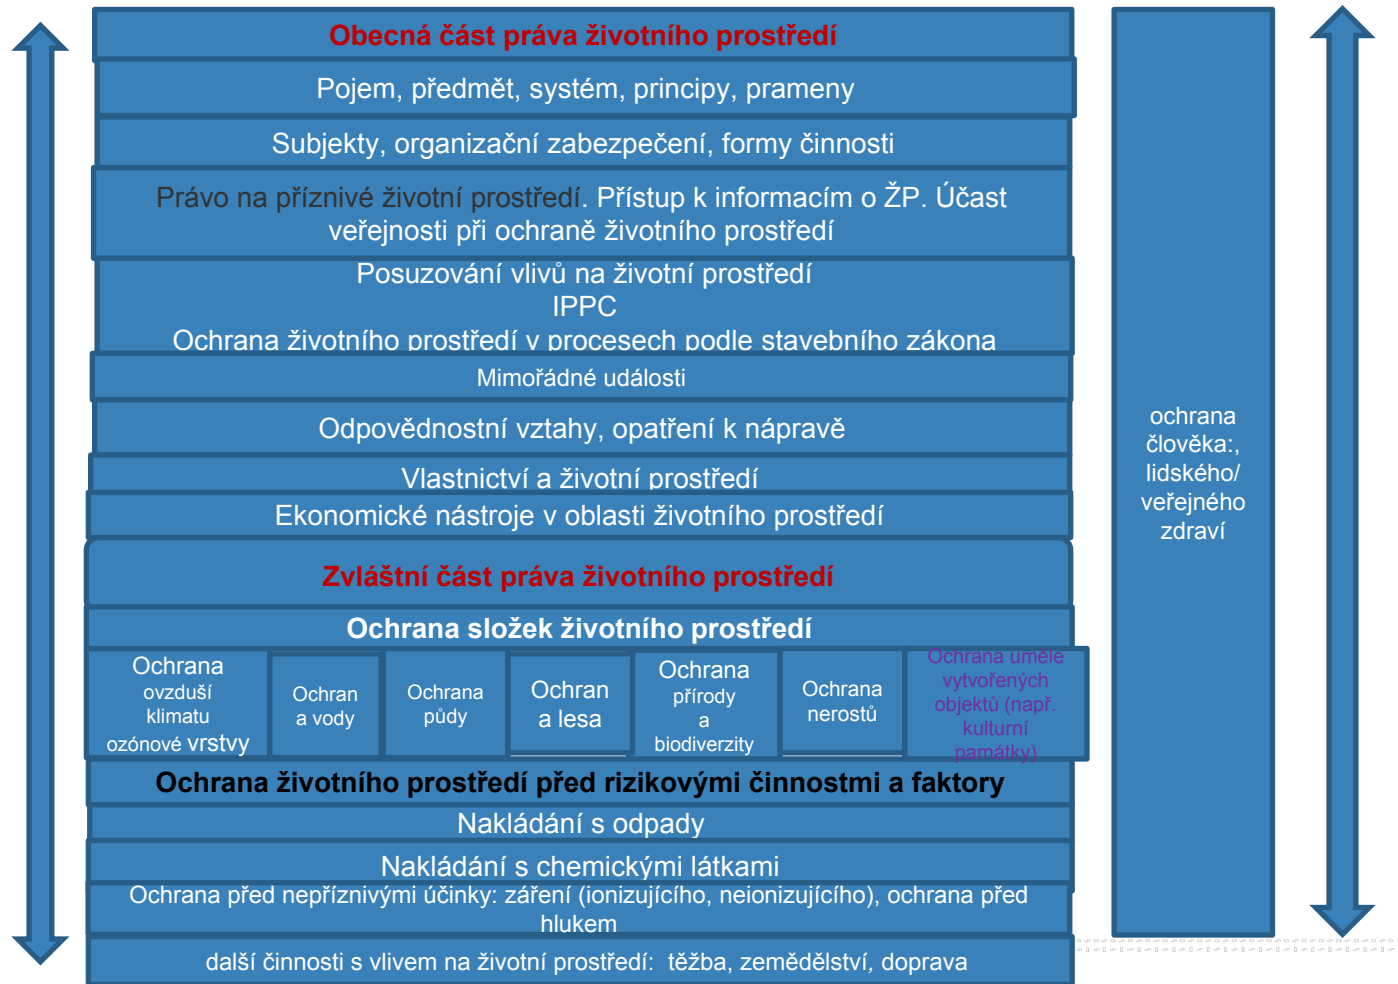 Obecná část práva životního prostředí
Pojem, předmět, systém, principy, prameny
Subjekty, organizační zabezpečení, formy činnosti
Právo na příznivé životní prostředí. Přístup k informacím o ŽP. Účast
veřejnosti při ochraně životního prostředí
Posuzování vlivů na životní prostředí
IPPC
Ochrana životního prostředí v procesech podle stavebního zákona
Mimořádné události
Odpovědnostní vztahy, opatření k nápravě
Vlastnictví a životní prostředí
Ekonomické nástroje v oblasti životního prostředí
Zvláštní část práva životního prostředí
Ochrana složek životního prostředí
Ochrana
ovzduší
klimatu
ozónové vrstvy
Ochran
a vody
Ochrana
půdy
Ochran
a lesa
Ochrana
přírody
a
biodiverzity
Ochrana
nerostů
Ochrana uměle
vytvořených
objektů (např.
kulturní
památky)
Ochrana životního prostředí před rizikovými činnostmi a faktory
Nakládání s odpady
Nakládání s chemickými látkami
Ochrana před nepříznivými účinky: záření (ionizujícího, neionizujícího), ochrana před
hlukem
další činnosti s vlivem na životní prostředí: těžba, zemědělství, doprava
ochrana
člověka:,
lidského/
veřejného
zdraví